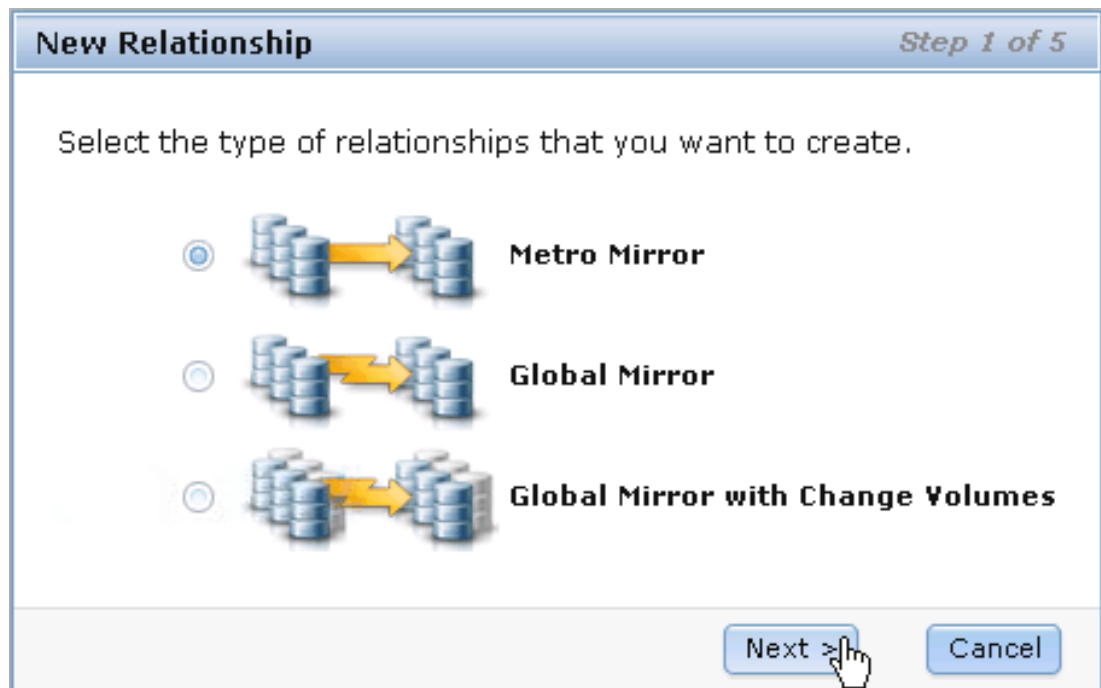 New Relationship Step 1 of 5
Select the type of relationships that you want to create.
Metro Mirror
Global Mirror
Global Mirror with Change Volumes
Next > Cancel